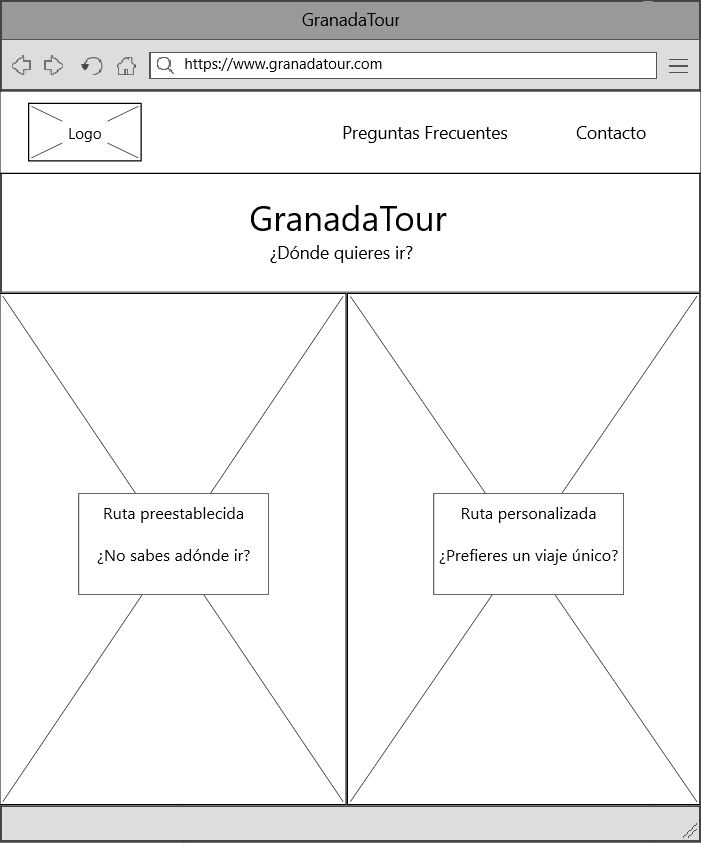 GranadaTour
https://www.granadatour.com
Logo
Preguntas Frecuentes
Contacto
GranadaTour
¿Dónde quieres ir?
Ruta preestablecida
¿No sabes adónde ir?
Ruta personalizada
¿Prefieres un viaje único?